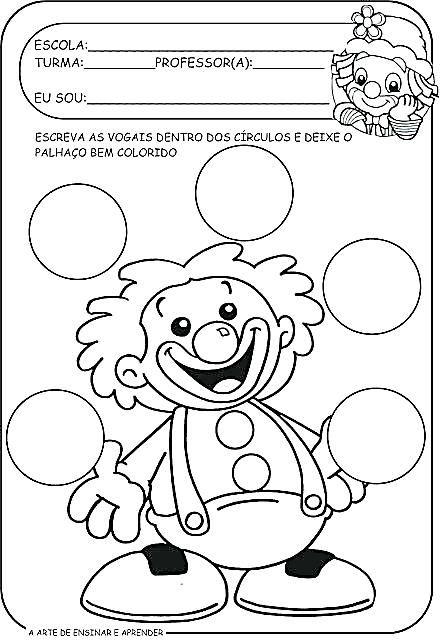 ESCOLA:
TURMA: PROFESSOR(A):
EU SOU:
ESCREVA AS VOGAIS DENTRO DOS CÍRCULOS E DEIXE O
PALHAÇO BEM COLORIDO
A ARTE DE ENSINAR E APRENDER